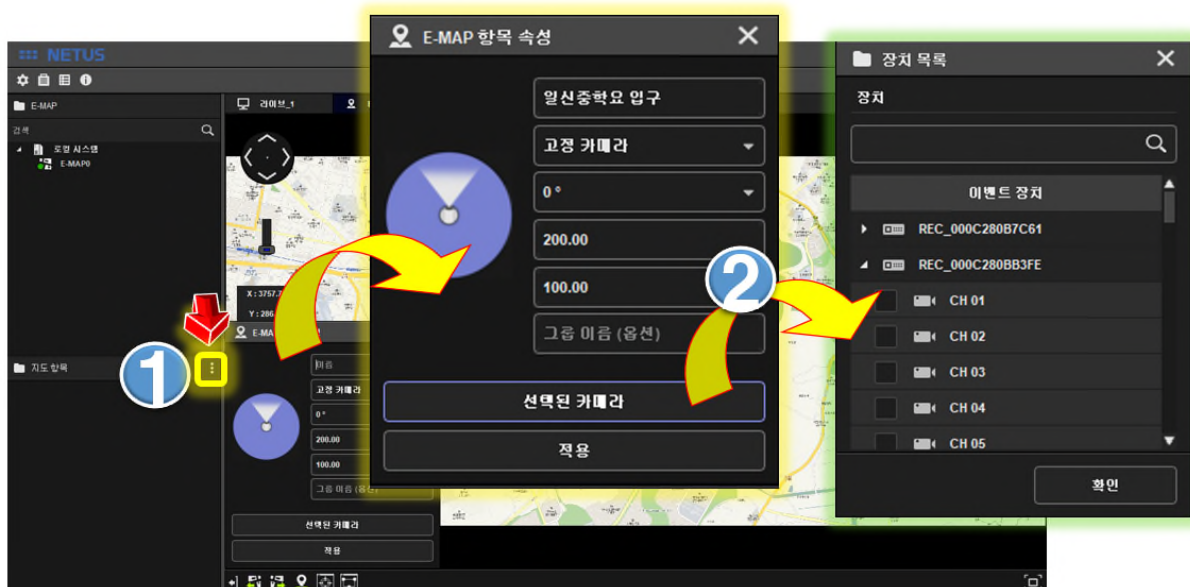 NETUS
E-MAP
검색
로컬 시스템
E-MAP0
지도 항목
라이브_1
X : 3757.
Y : 286.
E-MA
이름
고정 카메라
0 °
200.00
100.00
그룹 이름 (옵션)
선택된 카메라
적용
1
E-MAP 항목 속성
일신중학요 입구
고정 카메라
0 °
200.00
100.00
그룹 이름 (옵션)
선택된 카메라
적용
2
장치 목록
장치
이벤트 장치
REC_000C280B7C61
REC_000C280BB3FE
CH 01
CH 02
CH 03
CH 04
CH 05
확인